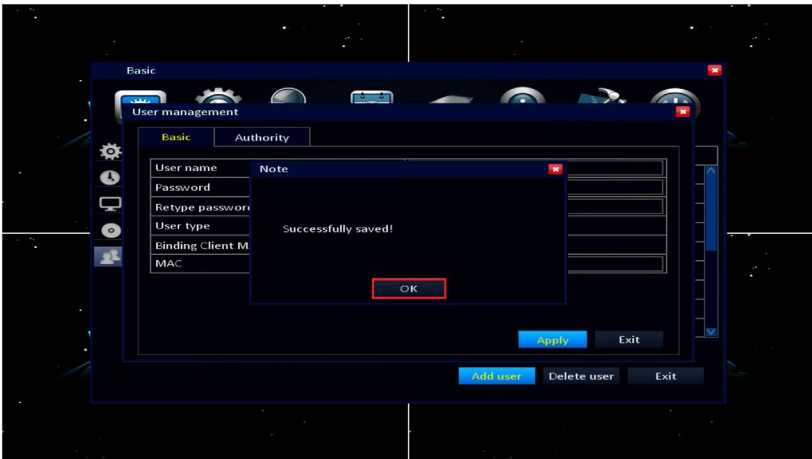 Basic
User management
Basic Authority
User name
Note
Password
Retype password
User type
Successfully saved!
Binding Client M
MAC
OK
Apply Exit
Add user Delete user Exit